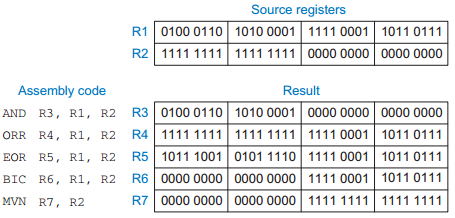 Source registers
R1 0100 0110 1010 0001 1111 0001 1011 0111
R2 1111 1111 1111 1111 0000 0000 0000 0000
Assembly code Result
AND R3, R1, R2 R3 0100 0110 1010 0001 0000 0000 0000 0000
ORR R4, R1, R2 R4 1111 1111 1111 1111 1111 0001 1011 0111
EOR R5, R1, R2 R5 1011 1001 0101 1110 1111 0001 1011 0111
BIC R6, R1, R2 R6 0000 0000 0000 0000 1111 0001 1011 0111
MVN R7, R2 R7 0000 0000 0000 0000 1111 1111 1111 1111